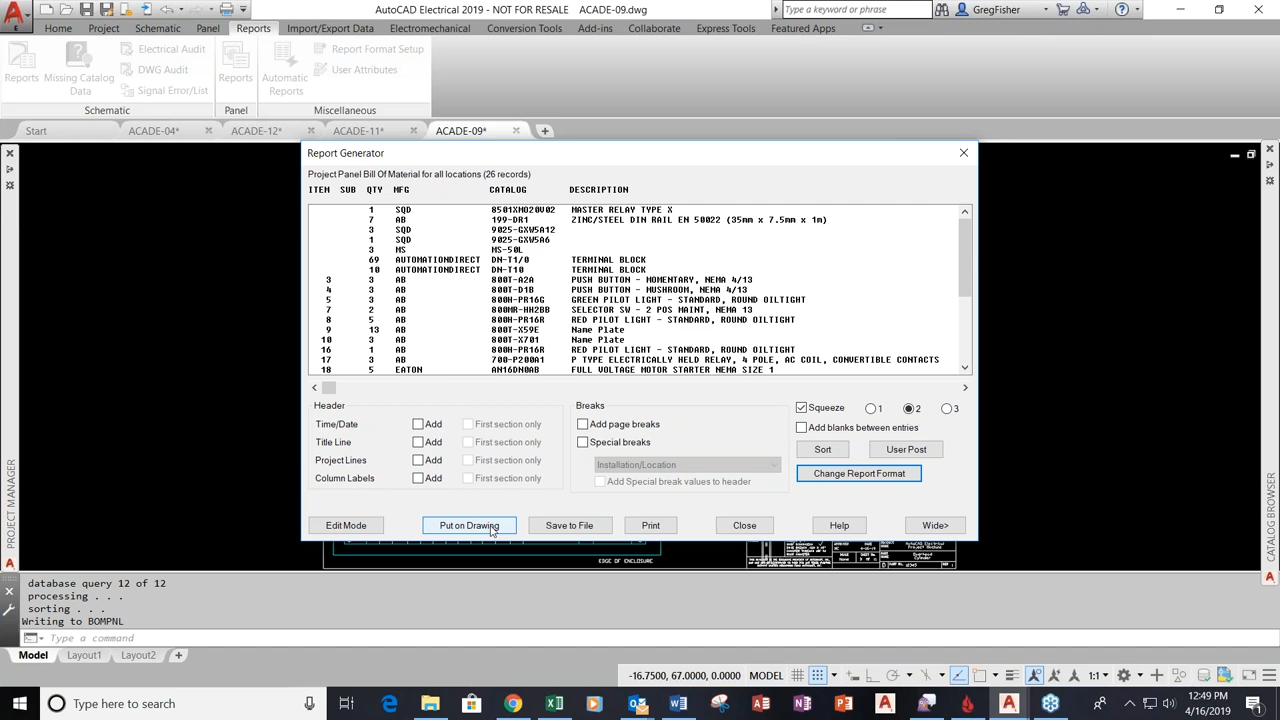 AutoCAD Electrical 2019 - NOT FOR RESALE ACADE-09.dwg
Type a keyword or phrase
GregFisher
Home Project Schematic Panel Reports Import/Export Data Electromechanical Conversion Tools Add-ins Collaborate Express Tools Featured Apps
Reports
Missing Catalog Data
Electrical Audit
DWG Audit
Signal Error/List
Reports
Automatic Reports
Report Format Setup
User Attributes
Schematic Panel Miscellaneous
Start ACADE-04* ACADE-12* ACADE-11* ACADE-09*
Report Generator
Project Panel Bill Of Material for all locations (26 records)
ITEM SUB QTY MFG CATALOG DESCRIPTION
1 SQD 8501XMO20V02 MASTER RELAY TYPE X
7 AB 199-DR1 ZINC/STEEL DIN RAIL EN 50022 (35mm x 7.5mm x 1m)
3 SQD 9025-GXW5A12
1 SQD 9025-GXW5A6
3 MS MS-50L
69 AUTOMATIONDIRECT DN-T1/0 TERMINAL BLOCK
10 AUTOMATIONDIRECT DN-T10 TERMINAL BLOCK
3 3 AB 800T-A2A PUSH BUTTON - MOMENTARY, NEMA 4/13
4 3 AB 800T-D1B PUSH BUTTON - MUSHROOM, NEMA 4/13
5 3 AB 800H-PR16G GREEN PILOT LIGHT - STANDARD, ROUND OILTIGHT
7 2 AB 800MR-HH2BB SELECTOR SW - 2 POS MAINT, NEMA 13
8 5 AB 800H-PR16R RED PILOT LIGHT - STANDARD, ROUND OILTIGHT
9 13 AB 800T-X59E Name Plate
10 3 AB 800T-X701 Name Plate
16 1 AB 800H-PR16R RED PILOT LIGHT - STANDARD, ROUND OILTIGHT
17 3 AB 700-P200A1 P TYPE ELECTRICALLY HELD RELAY, 4 POLE, AC COIL, CONVERTIBLE CONTACTS
18 5 EATON AN16DN0AB FULL VOLTAGE MOTOR STARTER NEMA SIZE 1
Header
Time/Date Add First section only
Title Line Add First section only
Project Lines Add First section only
Column Labels Add First section only
Breaks
Add page breaks
Special breaks
Installation/Location
Add Special break values to header
Squeeze 1 2 3
Add blanks between entries
Sort User Post
Change Report Format
Edit Mode Put on Drawing Save to File Print Close Help Wide>
EDGE OF ENCLOSURE
PROJECT MANAGER
CATALOG BROWSER
database query 12 of 12
processing . . .
sorting . . .
Writing to BOMPNL
Type a command
Model Layout1 Layout2
-16.7500, 67.0000, 0.0000 MODEL 1:1
Type here to search
12:49 PM
4/16/2019